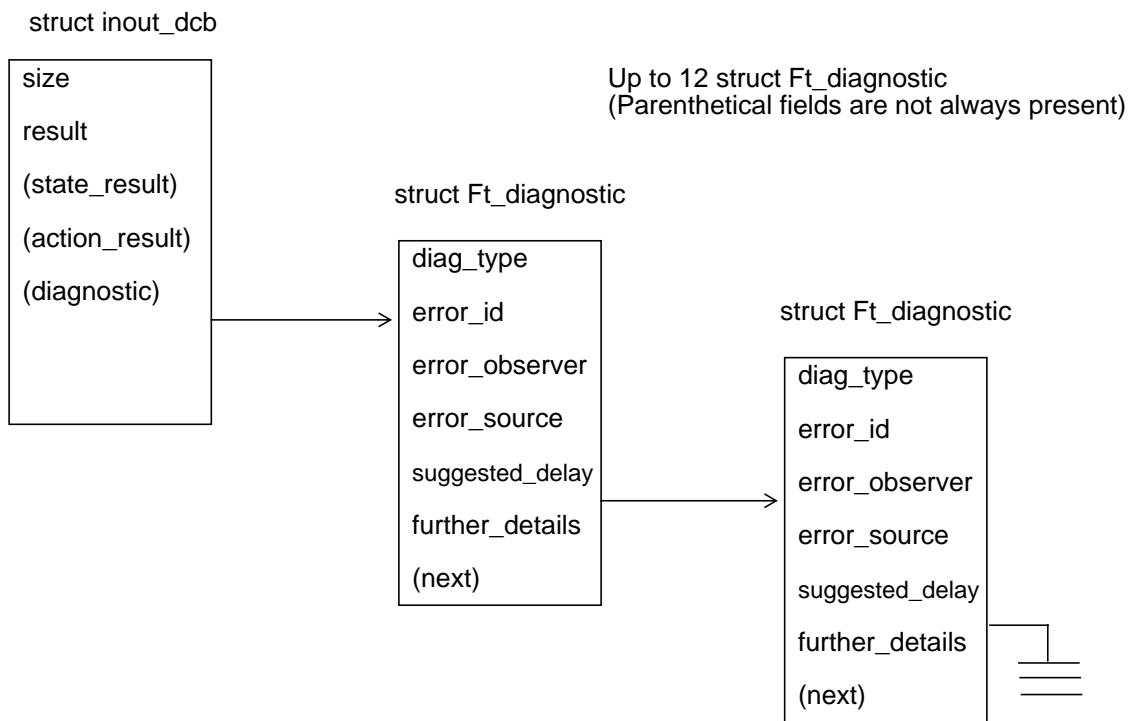 struct inout_dcb
size
result
(state_result)
(action_result)
(diagnostic)
Up to 12 struct Ft_diagnostic
(Parenthetical fields are not always present)
struct Ft_diagnostic
diag_type
error_id
error_observer
error_source
suggested_delay
further_details
(next)
struct Ft_diagnostic
diag_type
error_id
error_observer
error_source
suggested_delay
further_details
(next)